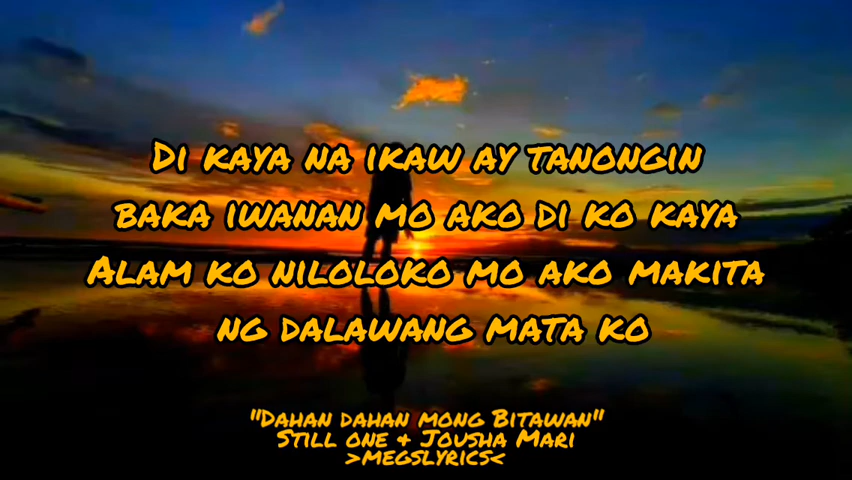 Di kaya na ikaw ay tanongin
baka iwanan mo ako di ko kaya
Alam ko niloloko mo ako makita
ng dalawang mata ko
"Dahan dahan mong Bitawan"
Still one & Jousha Mari
>megslyrics<